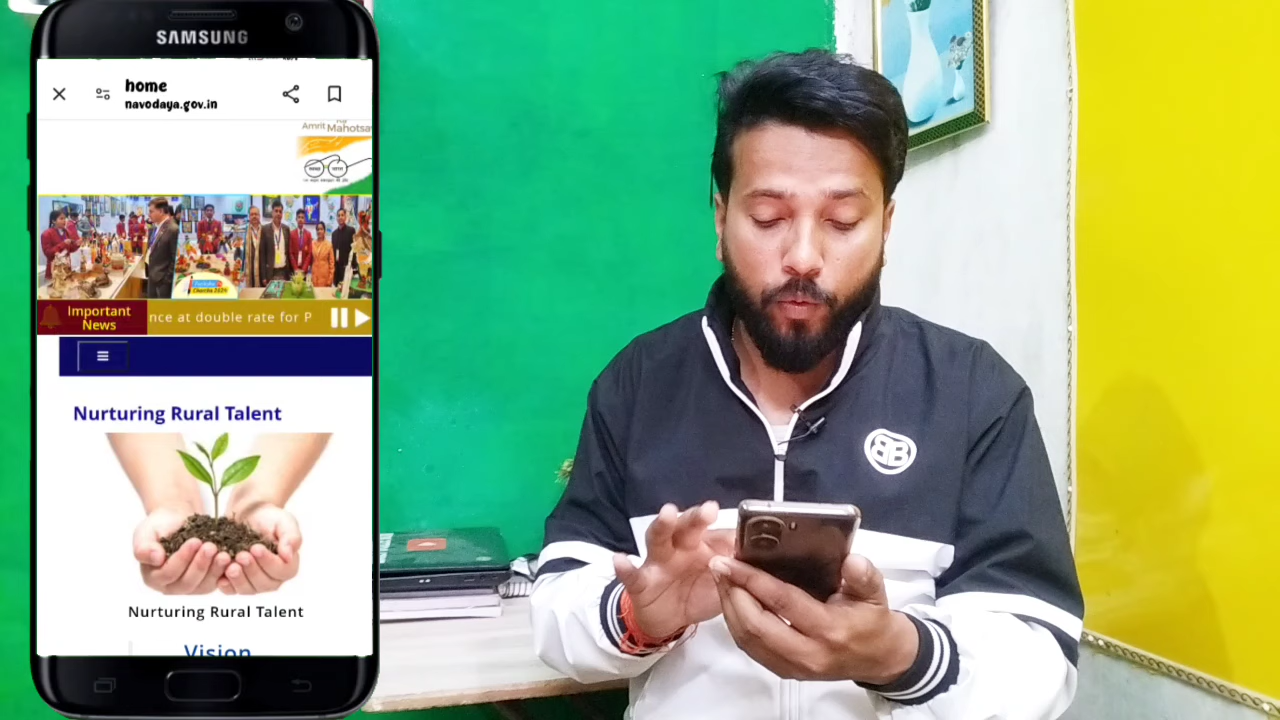 SAMSUNG
home
navodaya.gov.in
Amrit Mahotsav
Important
News
nce at double rate for P
Nurturing Rural Talent
Nurturing Rural Talent
Vision
BB